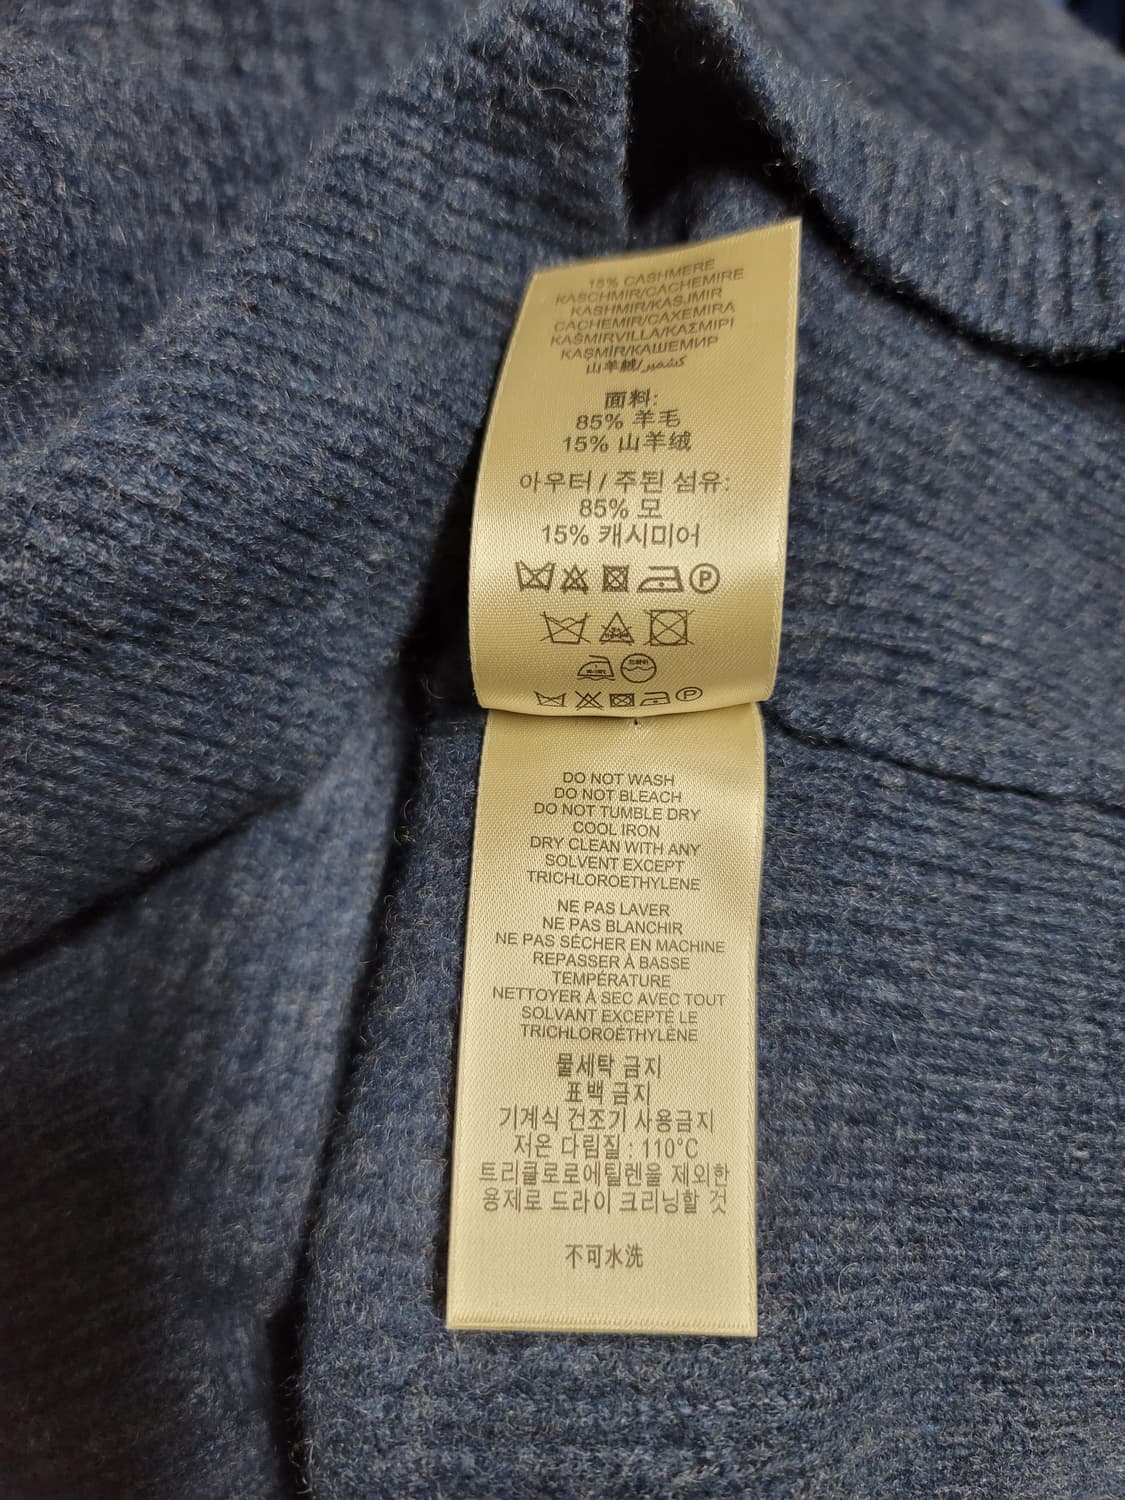 15% CASHMERE
KASCHMIR/CACHEMIRE
KASHMIR/KASJMIR
CACHEMIR/CAXEMIRA
KAŠMIRVILLA/ΚΑΣΜΙΡΙ
KAŞMİR/КАШЕМИР
山羊絨/كشمير
面料:
85% 羊毛
15% 山羊绒
아우터 / 주된 섬유:
85% 모
15% 캐시미어
P
P
DO NOT WASH
DO NOT BLEACH
DO NOT TUMBLE DRY
COOL IRON
DRY CLEAN WITH ANY
SOLVENT EXCEPT
TRICHLOROETHYLENE
NE PAS LAVER
NE PAS BLANCHIR
NE PAS SÉCHER EN MACHINE
REPASSER À BASSE
TEMPÉRATURE
NETTOYER À SEC AVEC TOUT
SOLVANT EXCEPTÉ LE
TRICHLOROÉTHYLÈNE
물세탁 금지
표백 금지
기계식 건조기 사용금지
저온 다림질 : 110°C
트리클로로에틸렌을 제외한
용제로 드라이 크리닝할 것
不可水洗